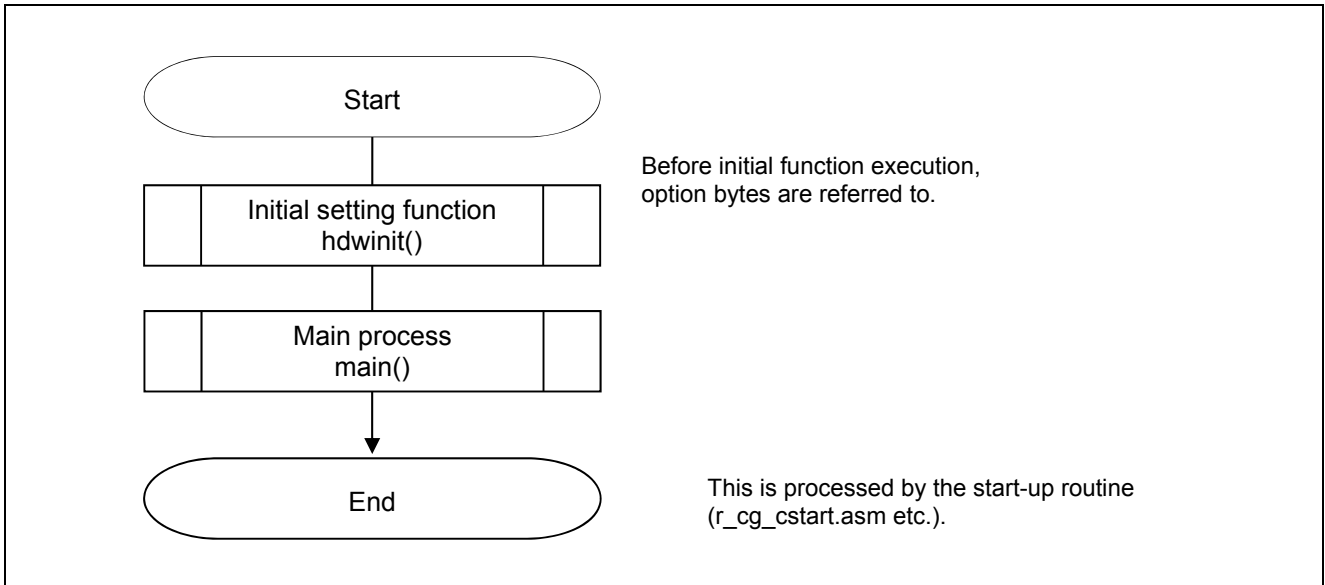 Start
Before initial function execution,
option bytes are referred to.
Initial setting function
hdwinit()
Main process
main()
End
This is processed by the start-up routine
(r_cg_cstart.asm etc.).